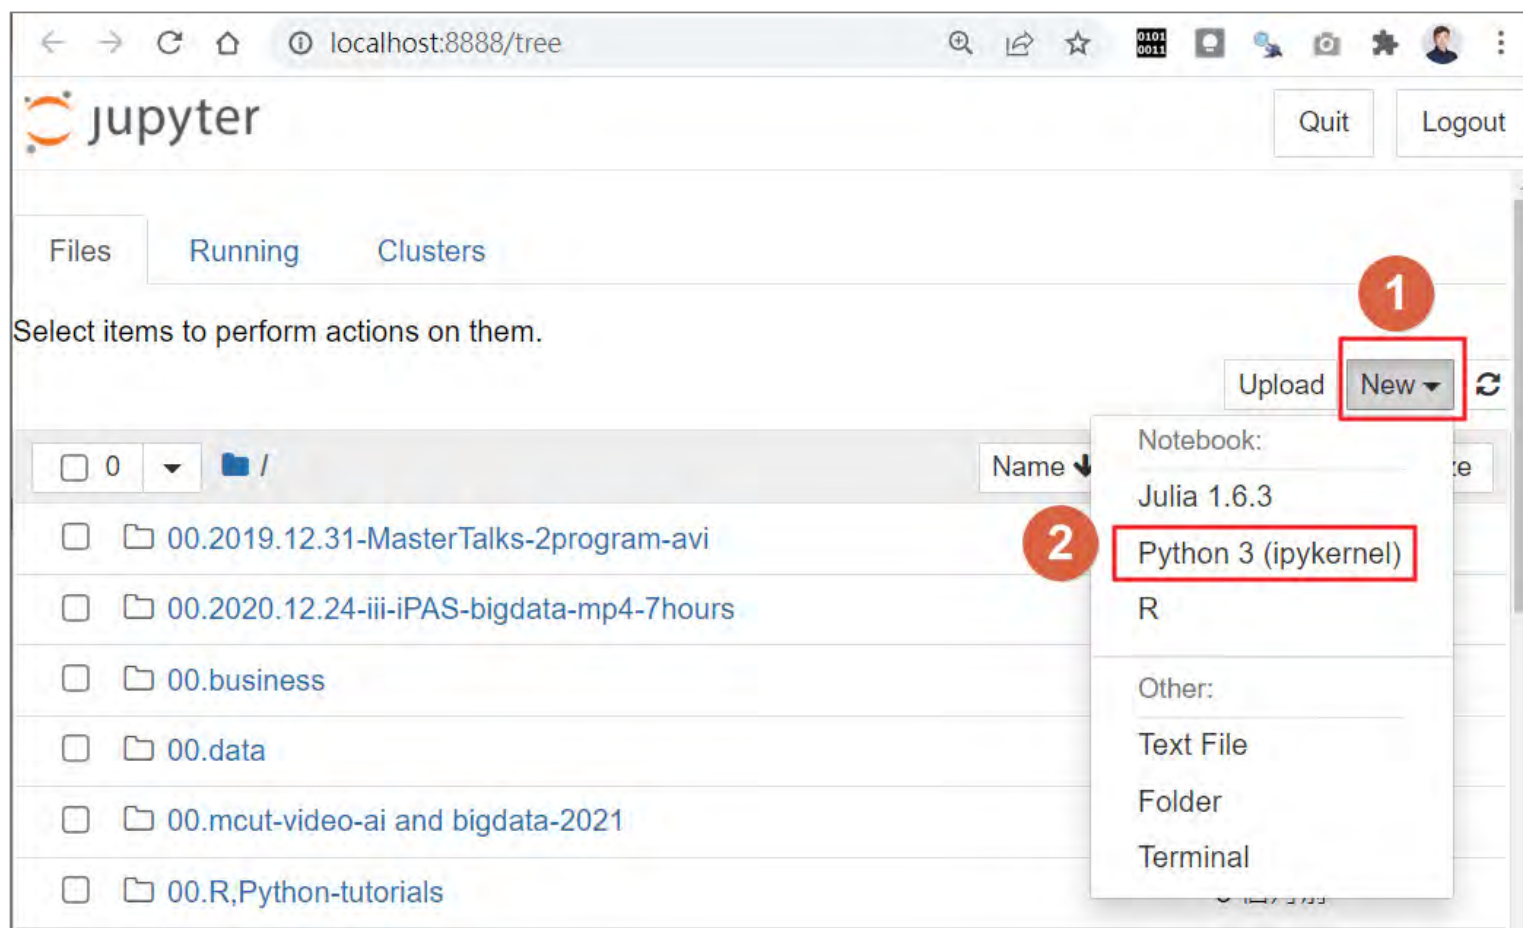 localhost:8888/tree
0101
0011
jupyter
Quit
Logout
Files
Running
Clusters
1
Select items to perform actions on them.
Upload
New
0
/
Name
Notebook:
Julia 1.6.3
2
Python 3 (ipykernel)
R
Other:
Text File
Folder
Terminal
00.2019.12.31-MasterTalks-2program-avi
00.2020.12.24-iii-iPAS-bigdata-mp4-7hours
00.business
00.data
00.mcut-video-ai and bigdata-2021
00.R,Python-tutorials